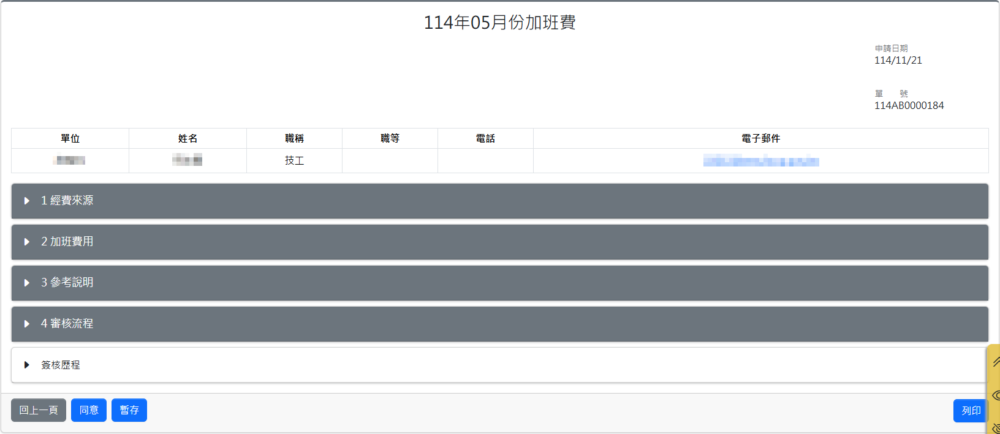 114年05月份加班費
申請日期
114/11/21
單　　號
114AB0000184
單位 姓名 職稱 職等 電話 電子郵件
技工
1 經費來源
2 加班費用
3 參考說明
4 審核流程
簽核歷程
回上一頁 同意 暫存 列印